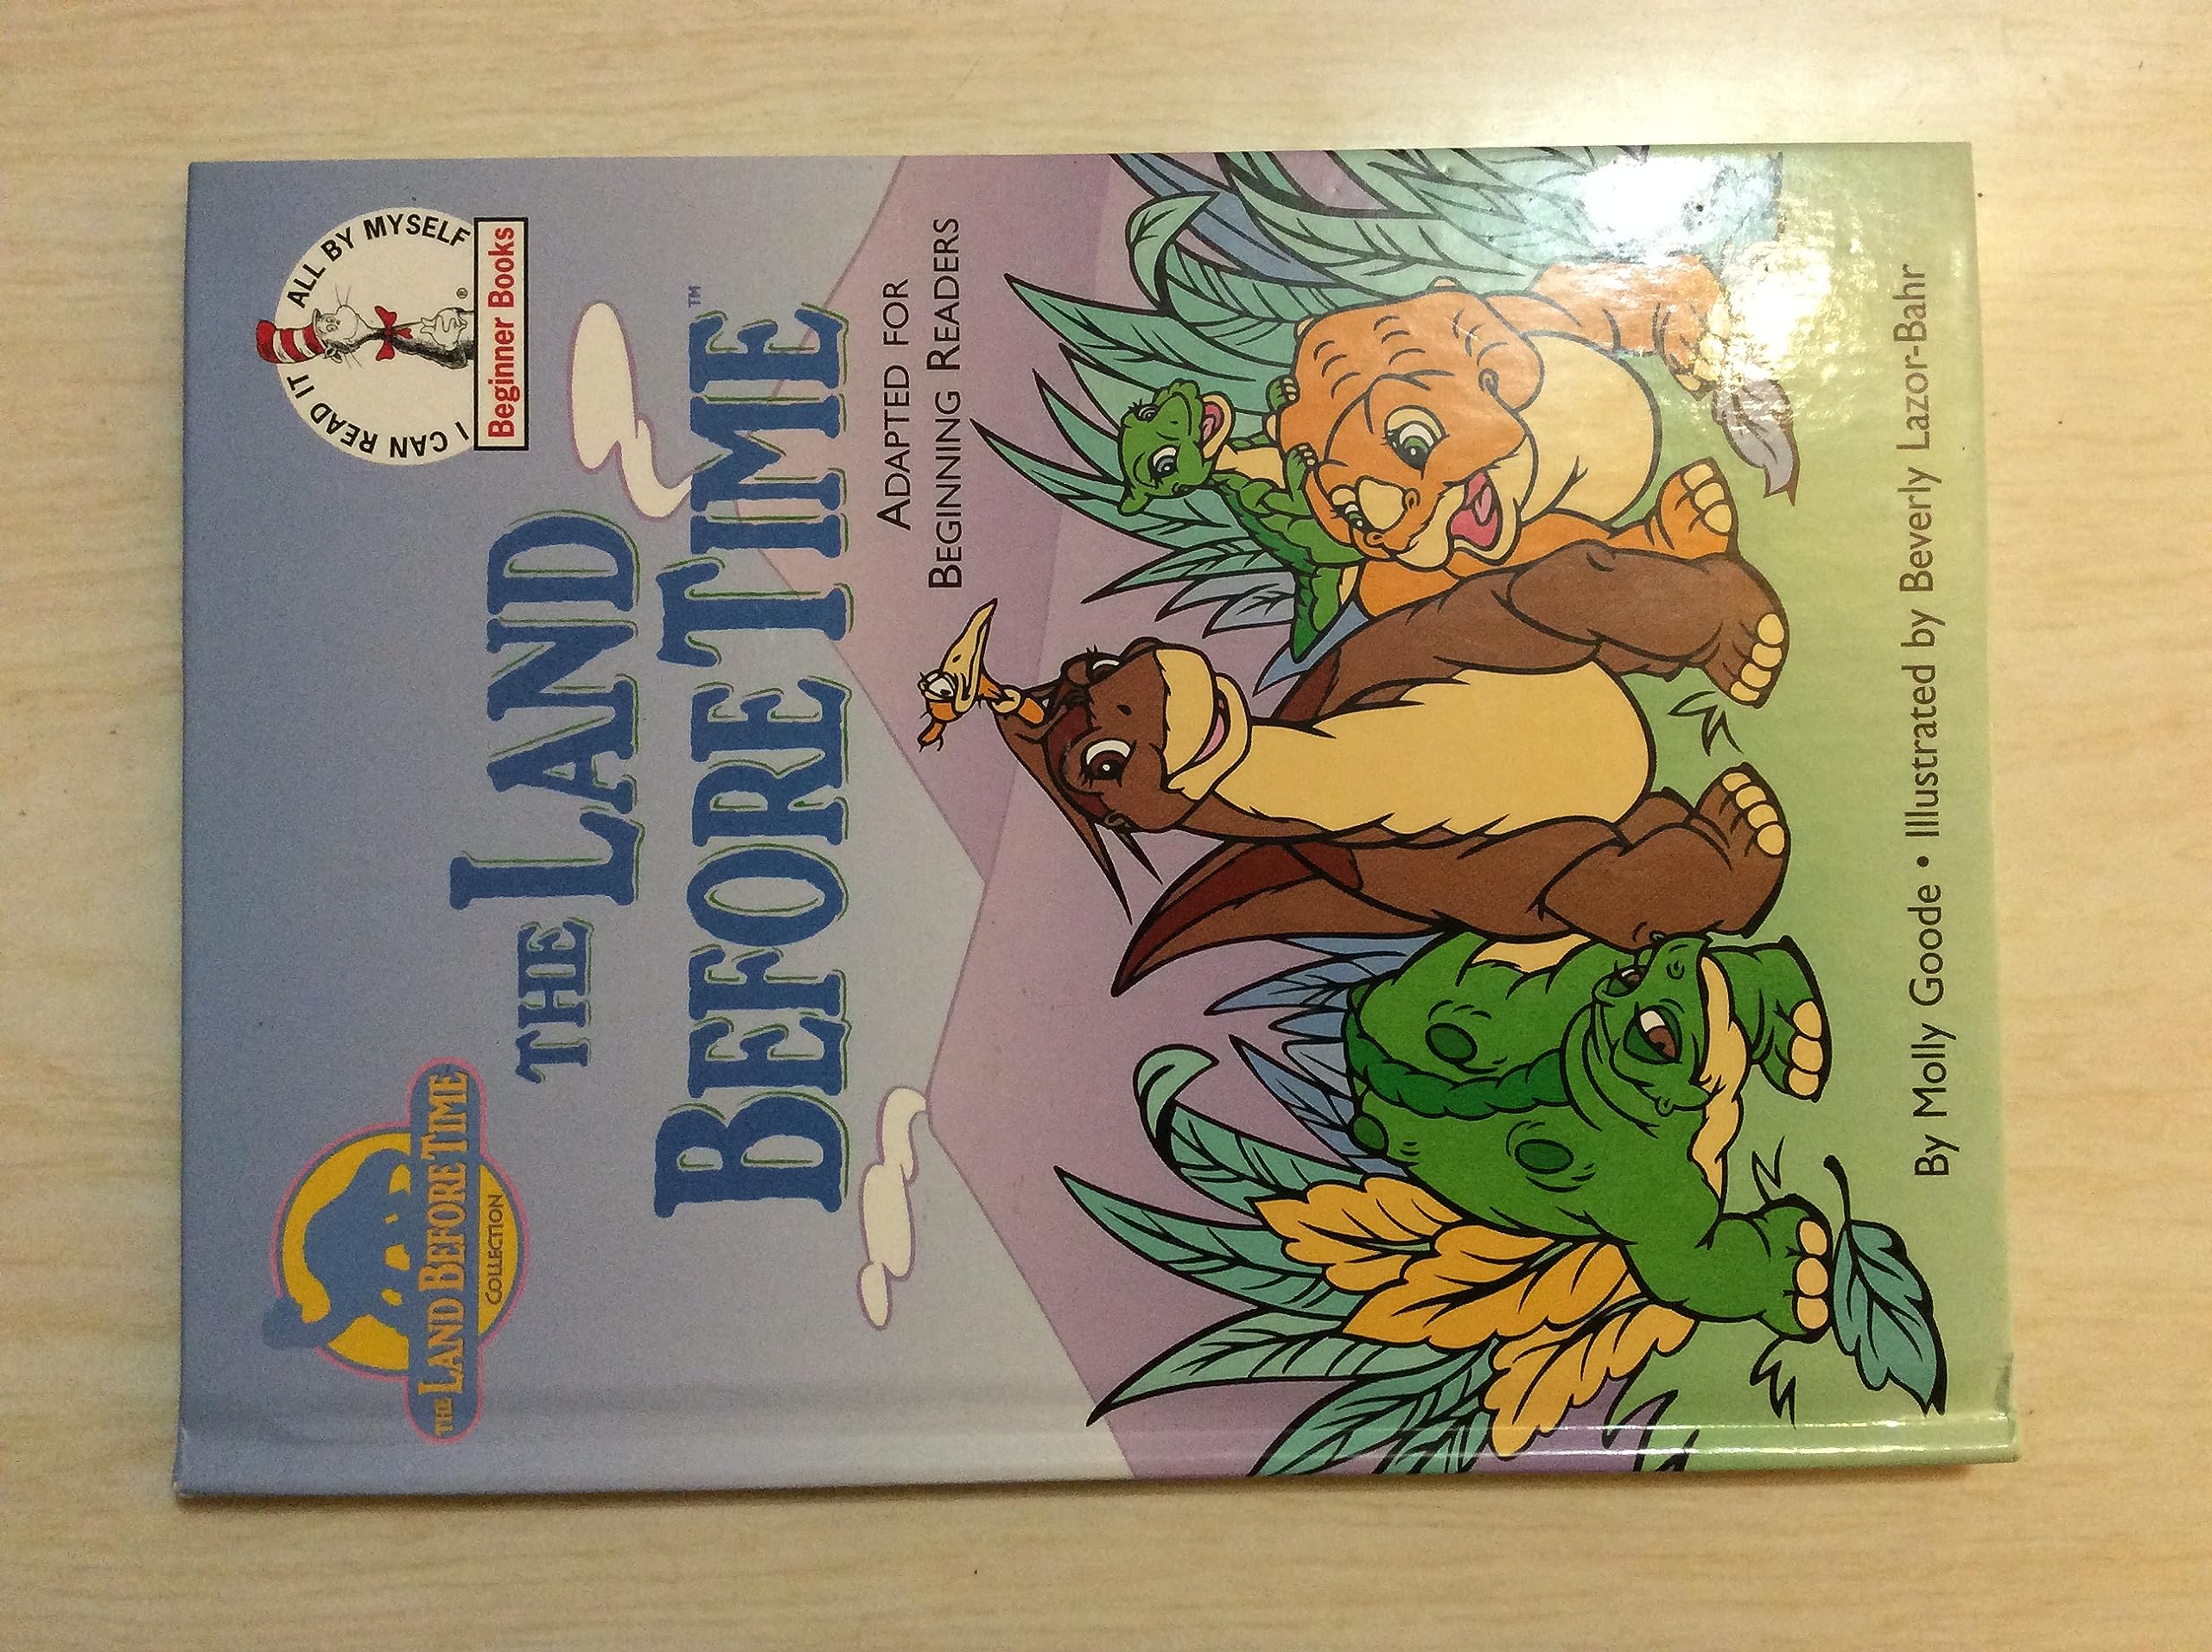 THE LAND BEFORE TIME
COLLECTION
I CAN READ IT ALL BY MYSELF
®
Beginner Books
THE LAND
BEFORE TIME™
ADAPTED FOR
BEGINNING READERS
By Molly Goode • Illustrated by Beverly Lazor-Bahr